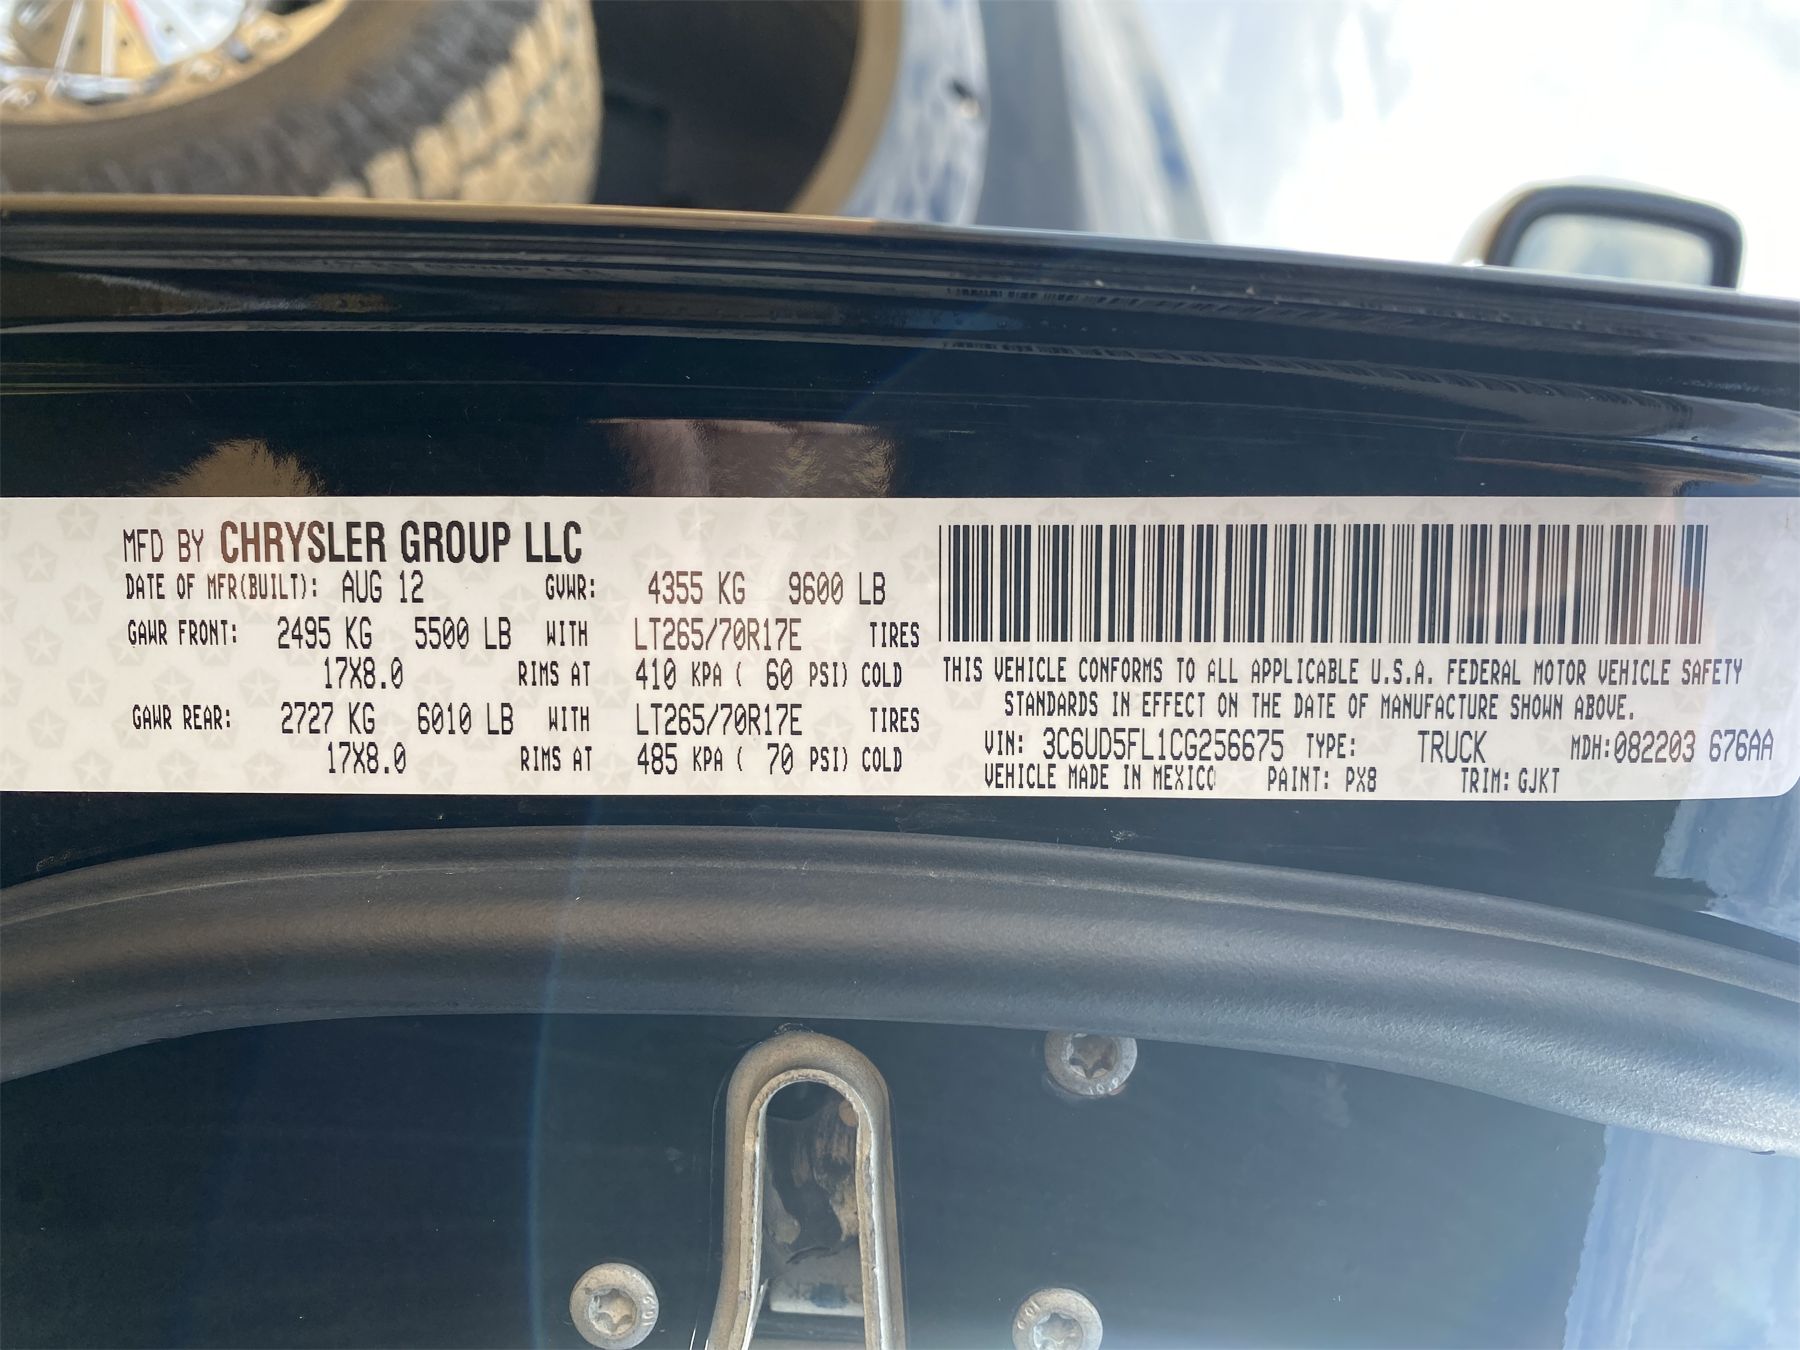 MFD BY CHRYSLER GROUP LLC
DATE OF MFR(BUILT): AUG 12 GVWR: 4355 KG 9600 LB
GAWR FRONT: 2495 KG 5500 LB WITH LT265/70R17E TIRES
17X8.0 RIMS AT 410 KPA ( 60 PSI) COLD
GAWR REAR: 2727 KG 6010 LB WITH LT265/70R17E TIRES
17X8.0 RIMS AT 485 KPA ( 70 PSI) COLD
THIS VEHICLE CONFORMS TO ALL APPLICABLE U.S.A. FEDERAL MOTOR VEHICLE SAFETY
STANDARDS IN EFFECT ON THE DATE OF MANUFACTURE SHOWN ABOVE.
VIN: 3C6UD5FL1CG256675 TYPE: TRUCK MDH:082203 676AA
VEHICLE MADE IN MEXICO PAINT: PX8 TRIM: GJKT